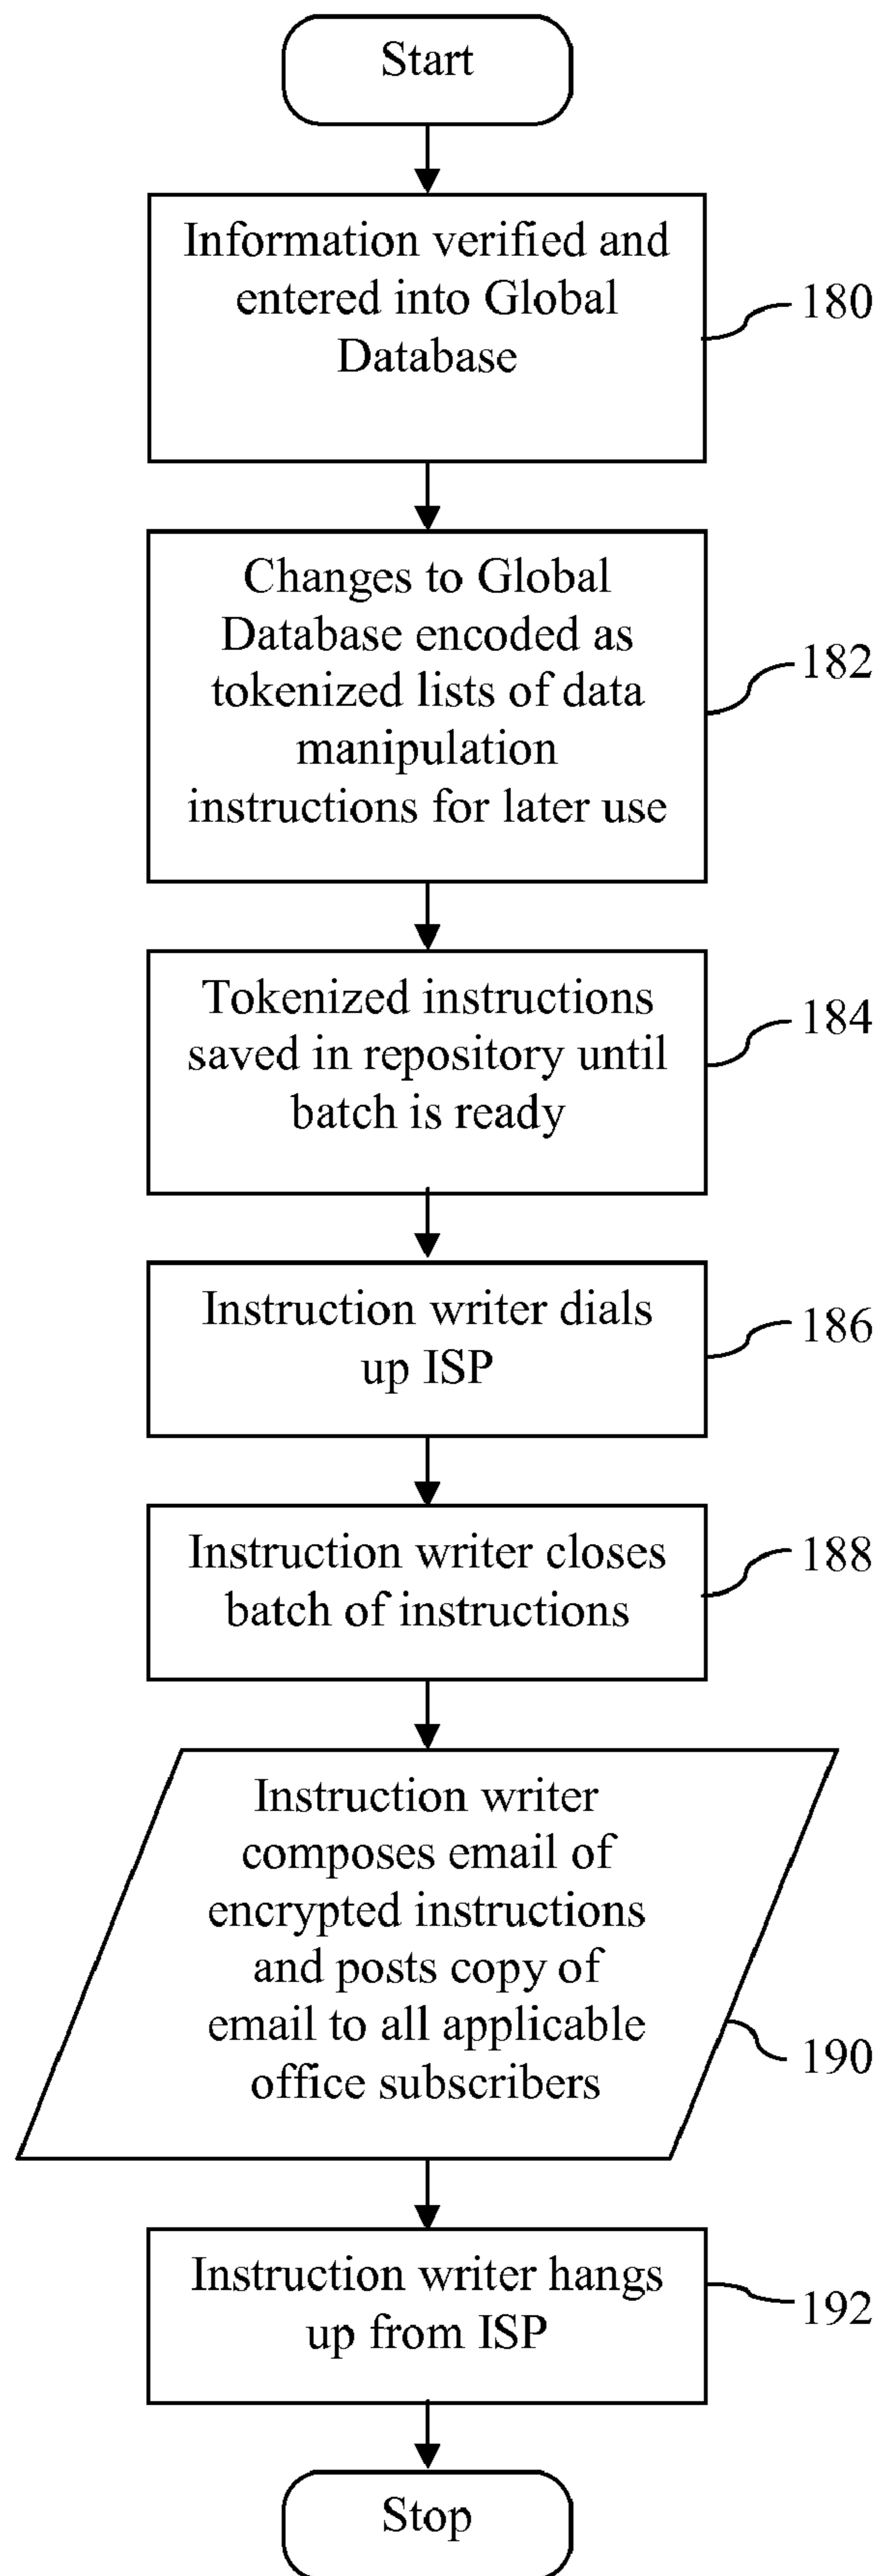 Start
Information verified and
entered into Global
Database
180
Changes to Global
Database encoded as
tokenized lists of data
manipulation
instructions for later use
182
Tokenized instructions
saved in repository until
batch is ready
184
Instruction writer dials
up ISP
186
Instruction writer closes
batch of instructions
188
Instruction writer
composes email of
encrypted instructions
and posts copy of
email to all applicable
office subscribers
190
Instruction writer hangs
up from ISP
192
Stop